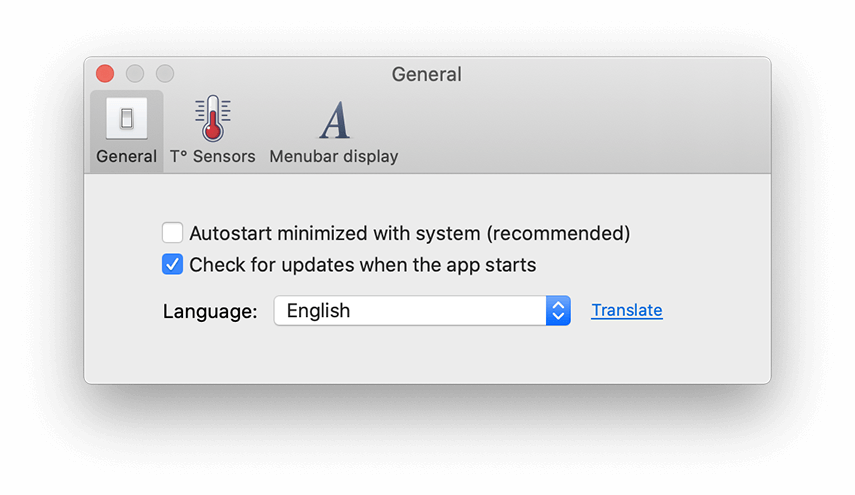 General
General T° Sensors Menubar display
Autostart minimized with system (recommended)
Check for updates when the app starts
Language: English Translate